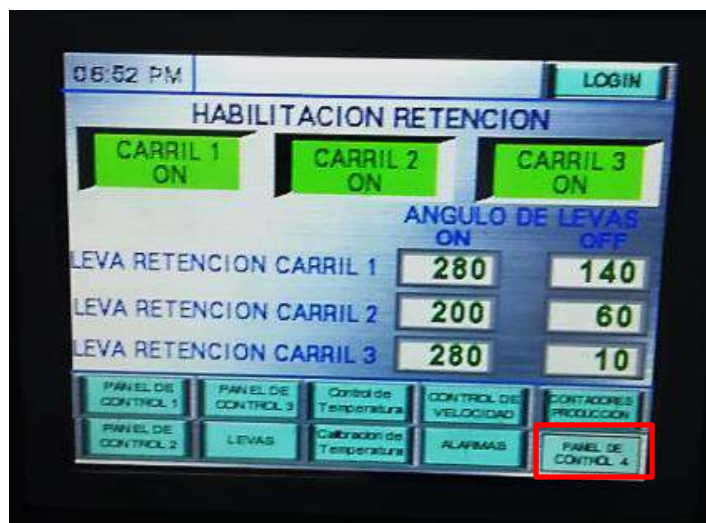 06:52 PM
LOGIN
HABILITACION RETENCION
CARRIL 1
ON
CARRIL 2
ON
CARRIL 3
ON
ANGULO DE LEVAS
ON OFF
LEVA RETENCION CARRIL 1 280 140
LEVA RETENCION CARRIL 2 200 60
LEVA RETENCION CARRIL 3 280 10
PANEL DE
CONTROL 1
PANEL DE
CONTROL 3
Control de
Temperatura
CONTROL DE
VELOCIDAD
CONTADORES
PRODUCCION
PANEL DE
CONTROL 2
LEVAS
Calibracion de
Temperatura
ALARMAS
PANEL DE
CONTROL 4